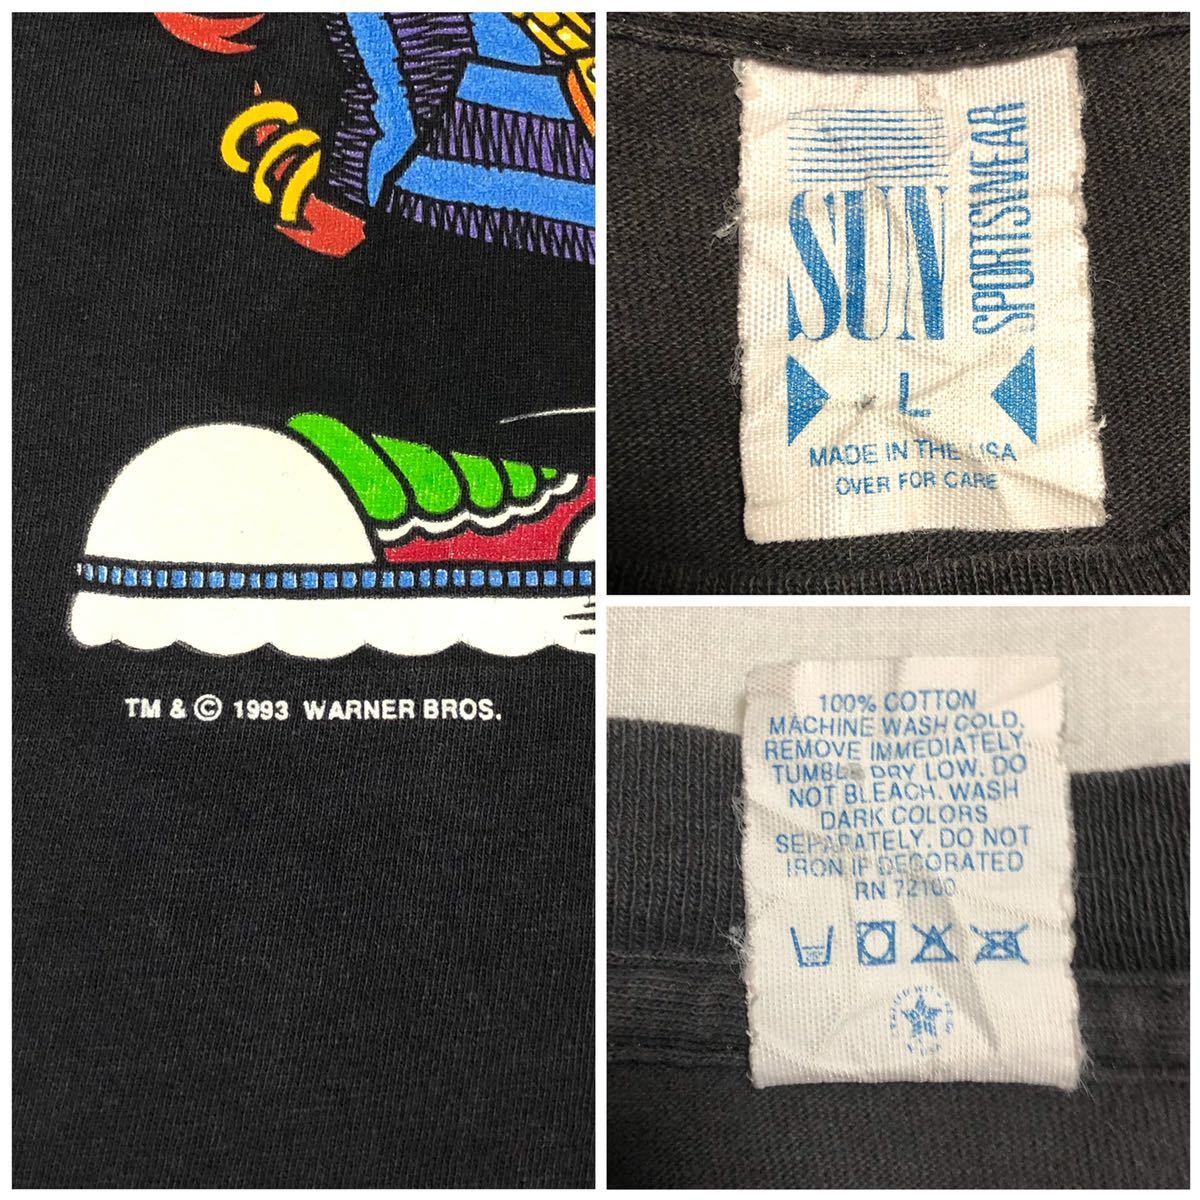 TM & © 1993 WARNER BROS.
SUN
SPORTSWEAR
L
MADE IN THE USA
OVER FOR CARE
100% COTTON
MACHINE WASH COLD.
REMOVE IMMEDIATELY
TUMBLE DRY LOW. DO
NOT BLEACH. WASH
DARK COLORS
SEPARATELY. DO NOT
IRON IF DECORATED
RN 72100